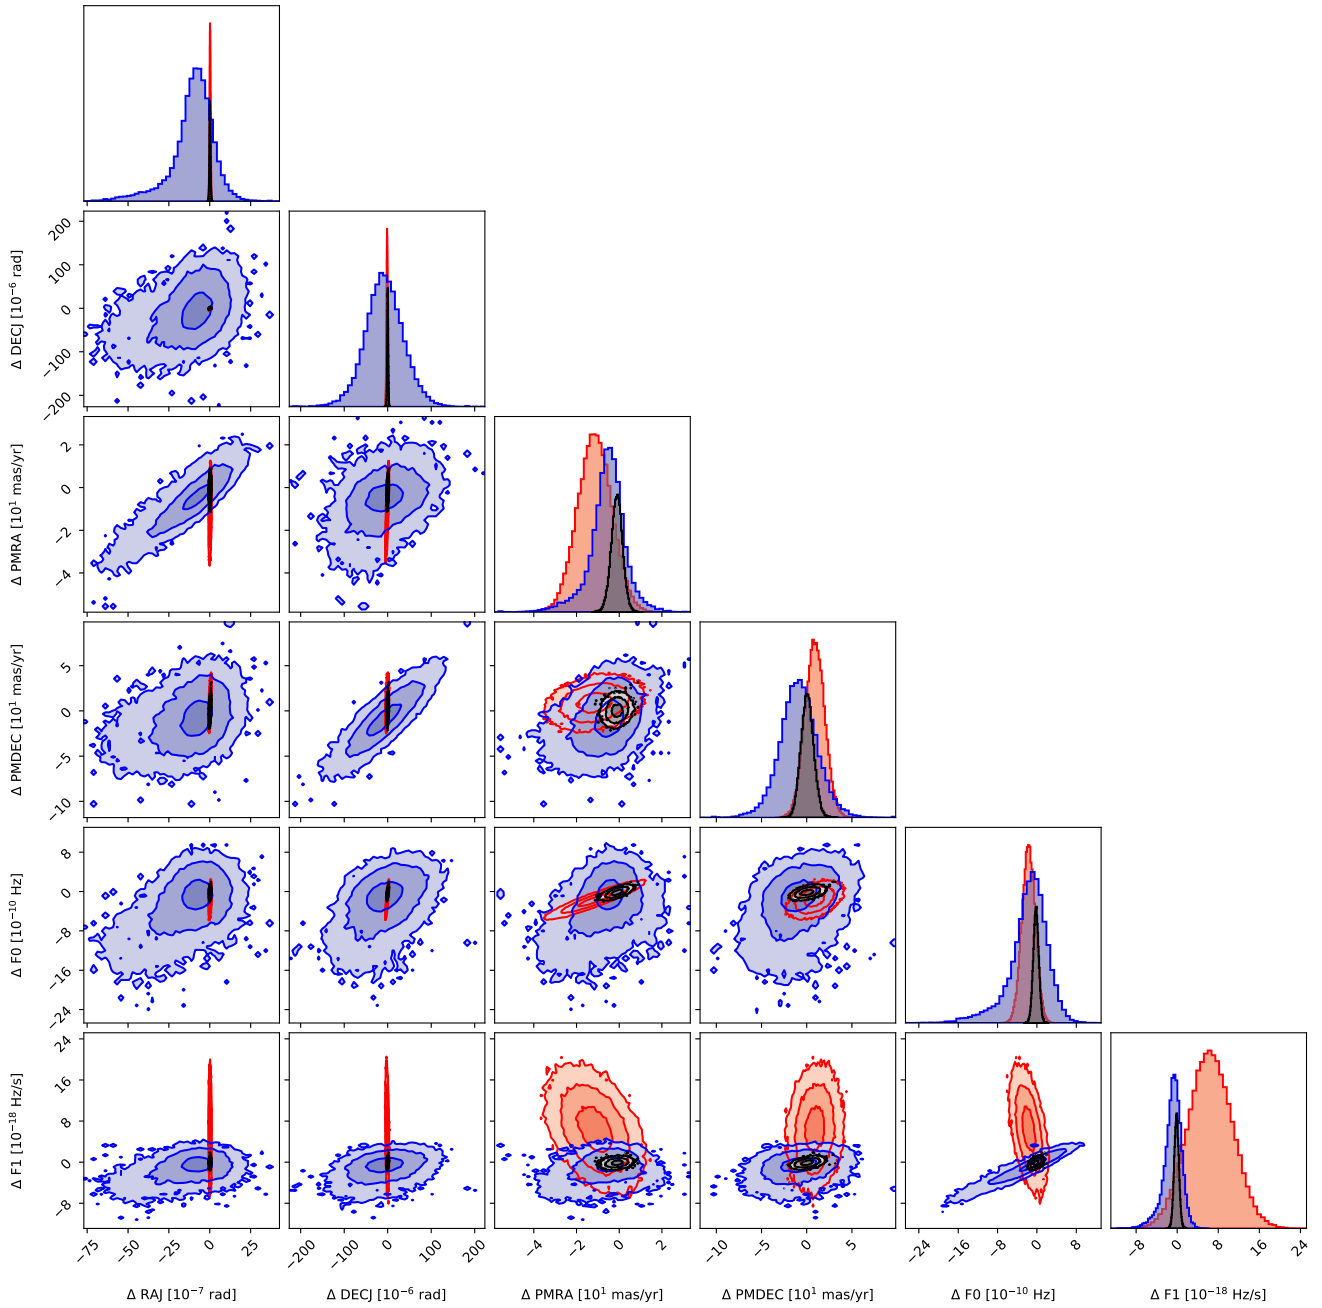 Δ DECJ [10⁻⁶ rad]
200
100
0
−100
−200
Δ PMRA [10¹ mas/yr]
2
0
−2
−4
Δ PMDEC [10¹ mas/yr]
5
0
−5
−10
Δ F0 [10⁻¹⁰ Hz]
8
0
−8
−16
−24
Δ F1 [10⁻¹⁸ Hz/s]
24
16
8
0
8
−75 −50 −25 0 25
−200 −100 0 100 200
−4 −2 0 2
−10 −5 0 5
−24 −16 −8 0 8
−8 0 8 16 24
Δ RAJ [10⁻⁷ rad]
Δ DECJ [10⁻⁶ rad]
Δ PMRA [10¹ mas/yr]
Δ PMDEC [10¹ mas/yr]
Δ F0 [10⁻¹⁰ Hz]
Δ F1 [10⁻¹⁸ Hz/s]